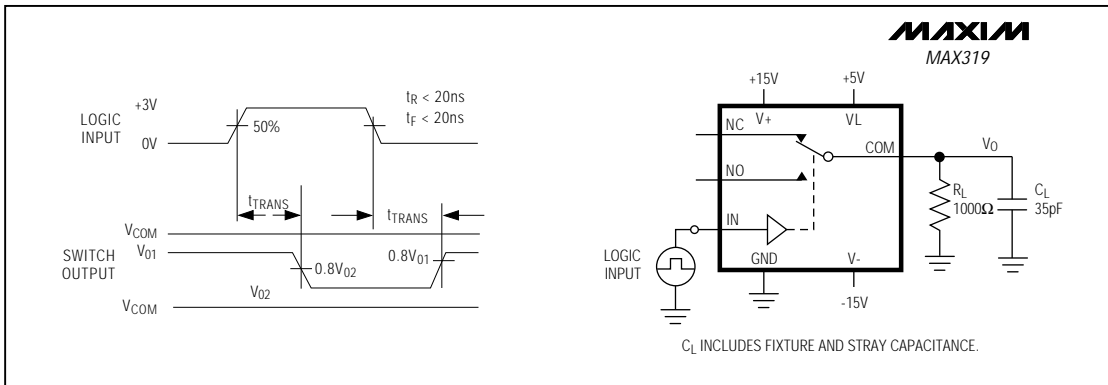 MAXIM
MAX319
+3V
LOGIC
INPUT
0V
50%
tR < 20ns
tF < 20ns
tTRANS
tTRANS
VCOM
V01
SWITCH
OUTPUT
0.8V02
0.8V01
V02
VCOM
+15V
+5V
V+
VL
NC
NO
COM
VO
RL
1000Ω
CL
35pF
IN
LOGIC
INPUT
GND
V-
-15V
CL INCLUDES FIXTURE AND STRAY CAPACITANCE.